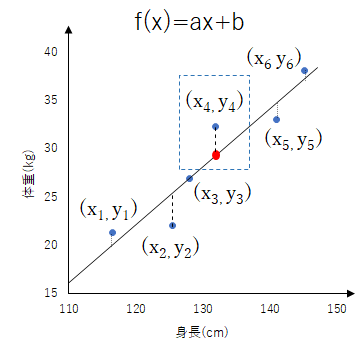 f(x)=ax+b
40
(x6 y6)
35
(x4, y4)
(x5, y5)
30
体重(kg)
(x3, y3)
25
(x1, y1)
(x2, y2)
20
15
110 120 130 140 150
身長(cm)